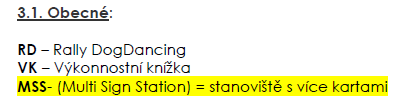 3.1. Obecné:
RD – Rally DogDancing
VK – Výkonnostní knížka
MSS- (Multi Sign Station) = stanoviště s více kartami